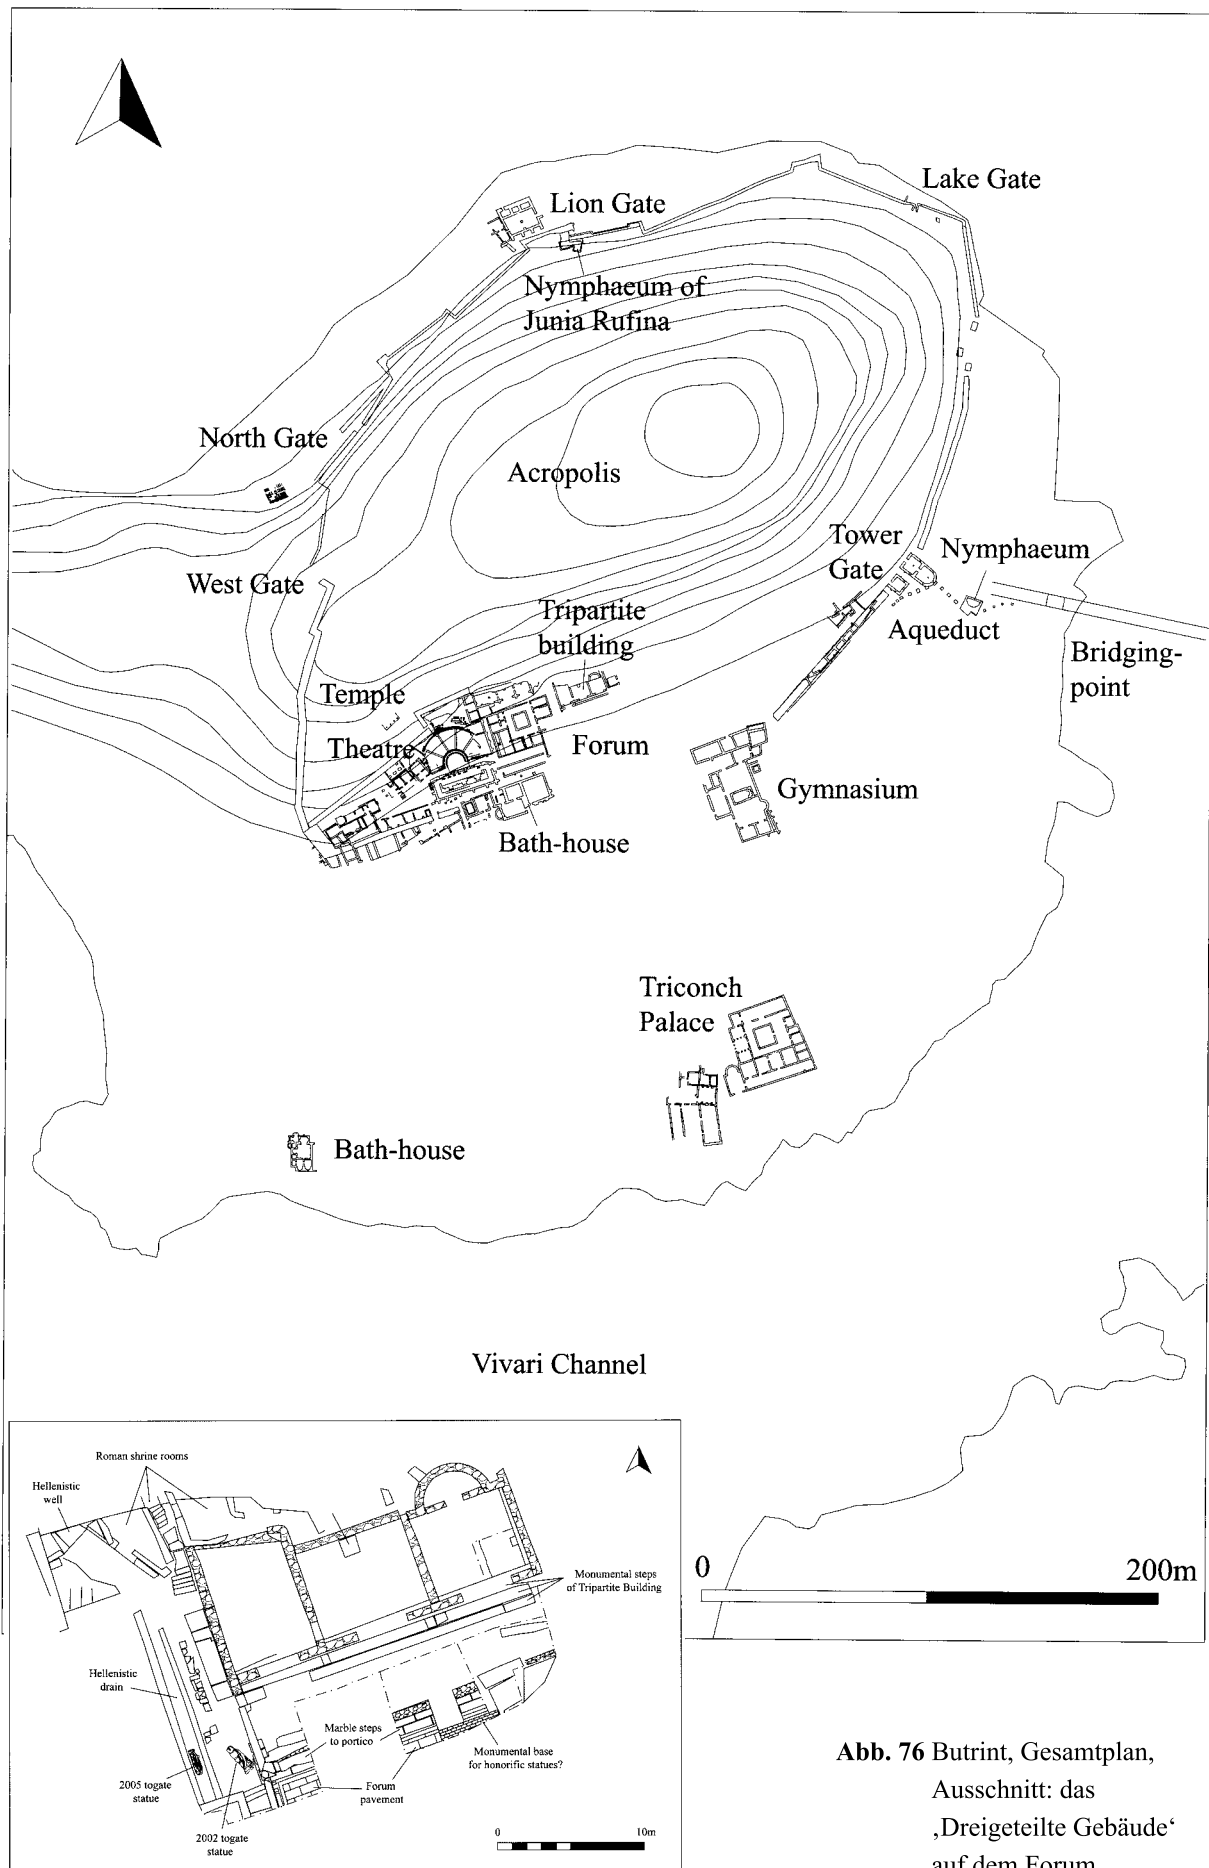 Lake Gate
Lion Gate
Nymphaeum of
Junia Rufina
North Gate
Acropolis
Tower
Gate
Nymphaeum
West Gate
Tripartite
building
Aqueduct
Bridging-
point
Temple
Theatre
Forum
Gymnasium
Bath-house
Triconch
Palace
Bath-house
Vivari Channel
0
200m
Roman shrine rooms
Hellenistic
well
Monumental steps
of Tripartite Building
Hellenistic
drain
Marble steps
to portico
Monumental base
for honorific statues?
2005 togate
statue
Forum
pavement
2002 togate
statue
0
10m
Abb. 76 Butrint, Gesamtplan,
Ausschnitt: das
‚Dreigeteilte Gebäude‘
auf dem Forum